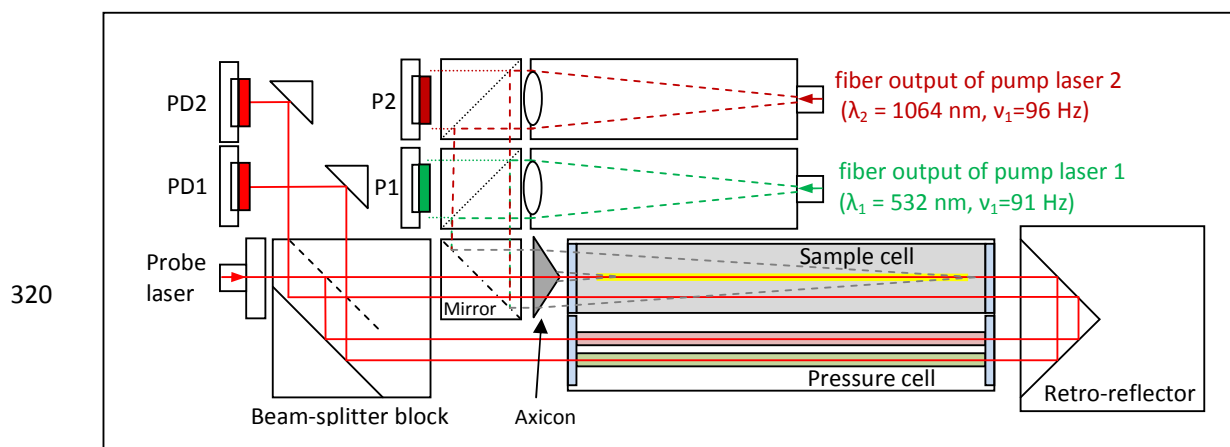 PD2
P2
fiber output of pump laser 2
(λ₂ = 1064 nm, ν₁=96 Hz)
PD1
P1
fiber output of pump laser 1
(λ₁ = 532 nm, ν₁=91 Hz)
Probe
laser
Mirror
Sample cell
320
Pressure cell
Retro-reflector
Beam-splitter block
Axicon